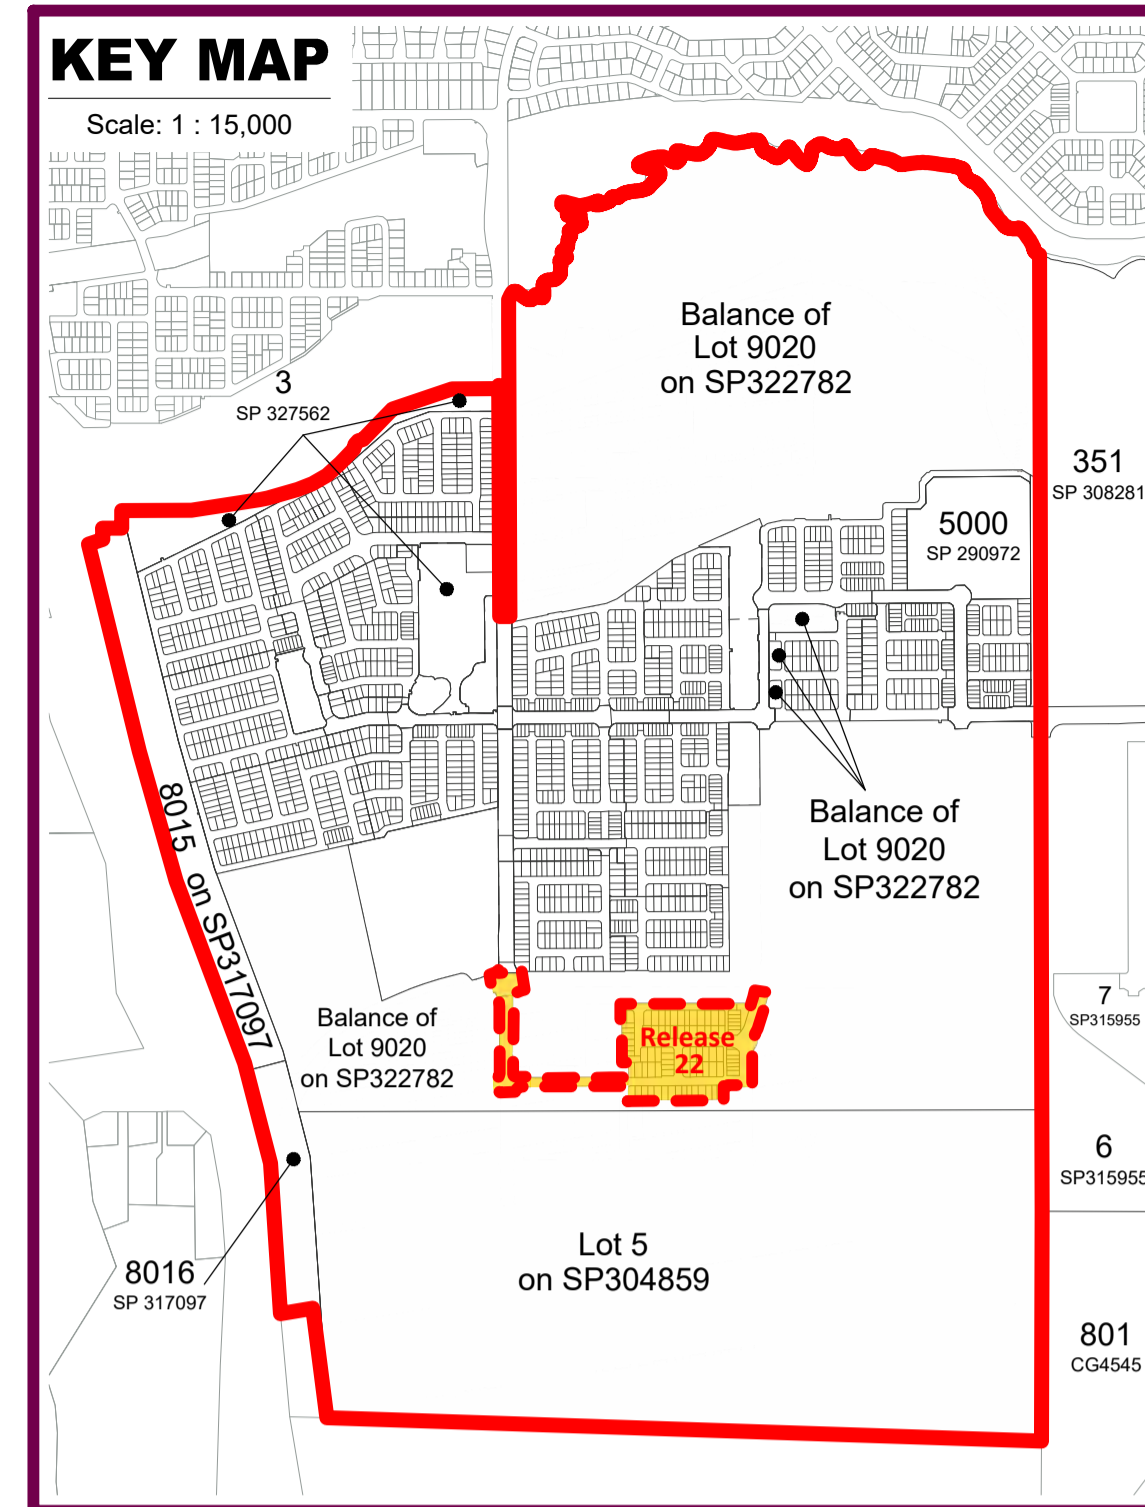 KEY MAP
Scale: 1 : 15,000
Balance of
Lot 9020
on SP322782
3
SP 327562
351
SP 308281
5000
SP 290972
8015 on SP317097
Balance of
Lot 9020
on SP322782
Balance of
Lot 9020
on SP322782
Release
22
7
SP315955
6
SP315955
8016
SP 317097
Lot 5
on SP304859
801
CG4545